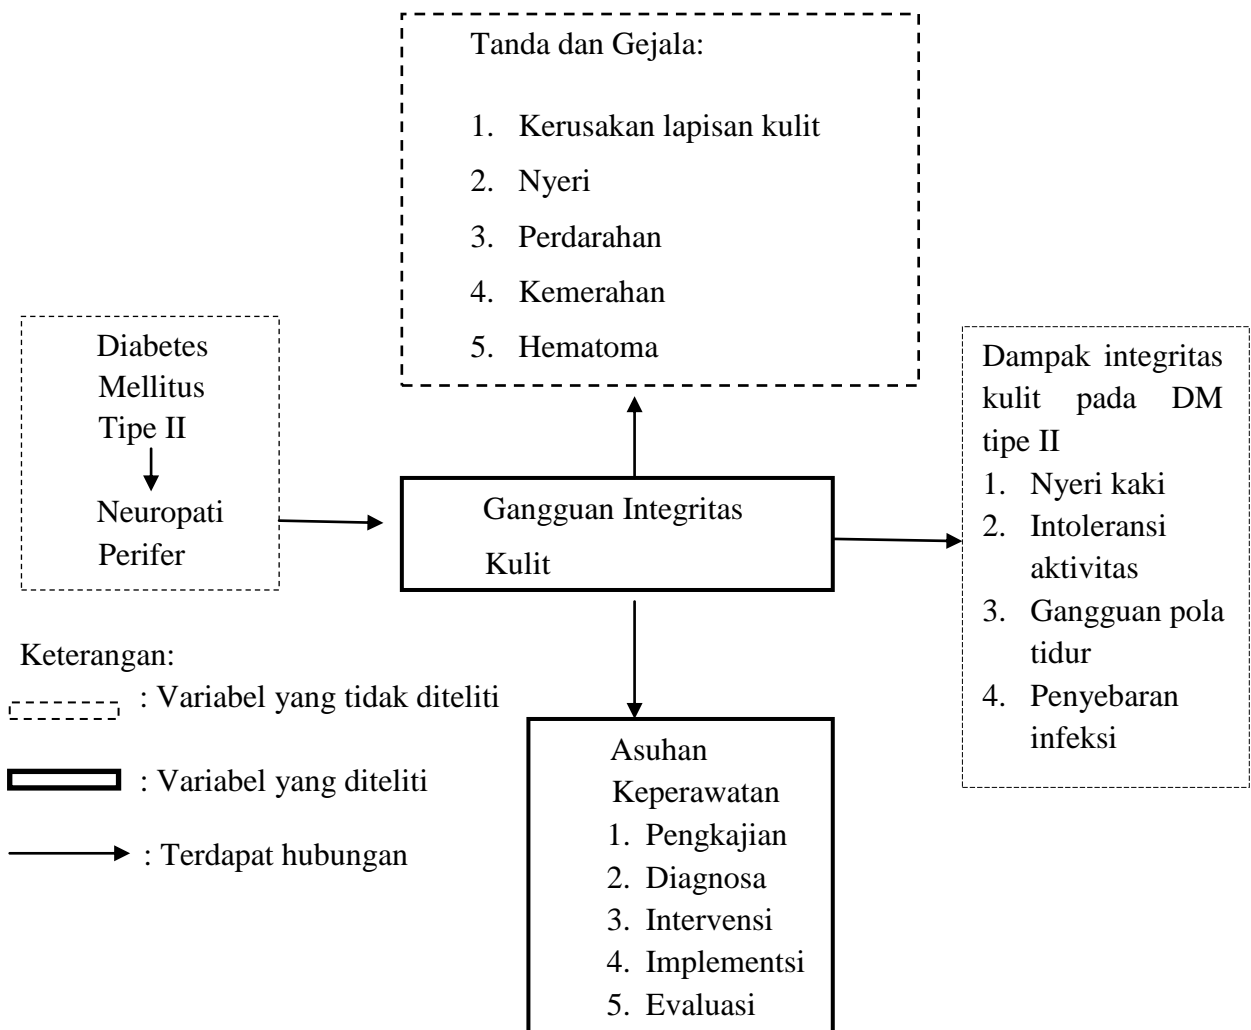 Tanda dan Gejala:
1. Kerusakan lapisan kulit
2. Nyeri
3. Perdarahan
4. Kemerahan
5. Hematoma
Diabetes
Mellitus
Tipe II
Neuropati
Perifer
Gangguan Integritas
Kulit
Dampak integritas
kulit pada DM
tipe II
1. Nyeri kaki
2. Intoleransi
aktivitas
3. Gangguan pola
tidur
4. Penyebaran
infeksi
Keterangan:
: Variabel yang tidak diteliti
: Variabel yang diteliti
: Terdapat hubungan
Asuhan
Keperawatan
1. Pengkajian
2. Diagnosa
3. Intervensi
4. Implementsi
5. Evaluasi